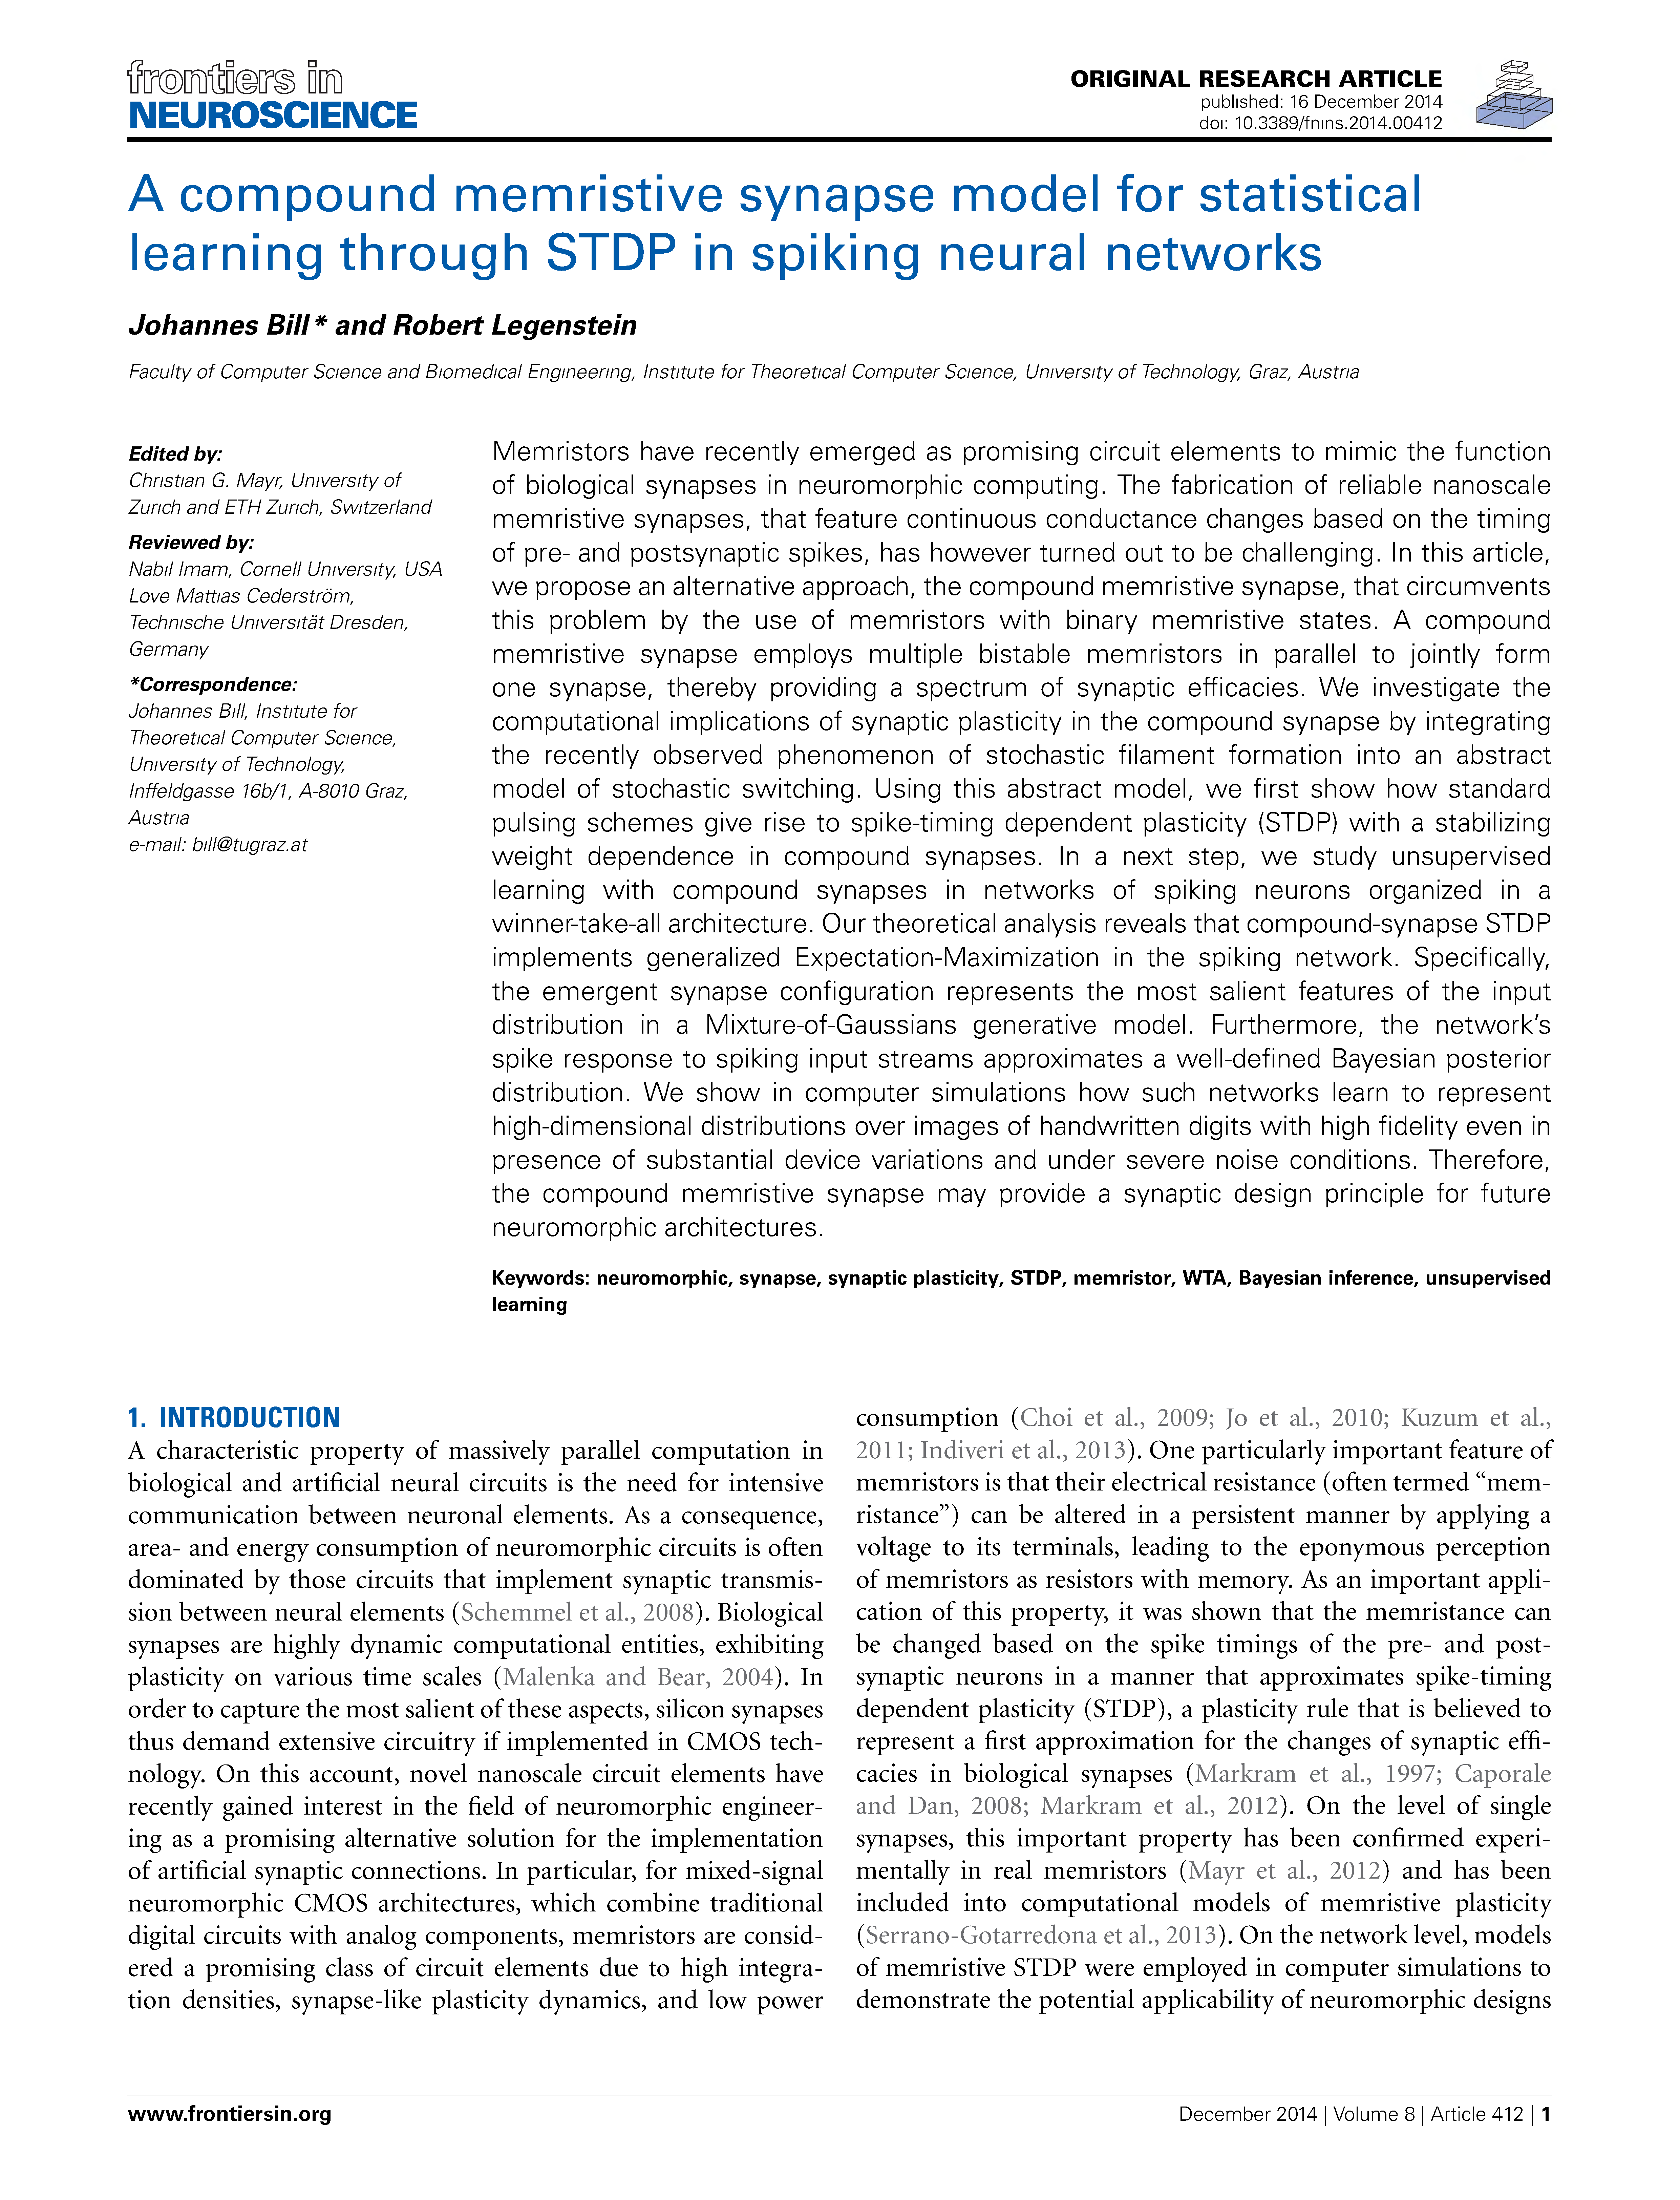 frontiers in
NEUROSCIENCE
ORIGINAL RESEARCH ARTICLE
published: 16 December 2014
doi: 10.3389/fnins.2014.00412
A compound memristive synapse model for statistical
learning through STDP in spiking neural networks
Johannes Bill* and Robert Legenstein
Faculty of Computer Science and Biomedical Engineering, Institute for Theoretical Computer Science, University of Technology, Graz, Austria
Edited by:
Christian G. Mayr, University of
Zurich and ETH Zurich, Switzerland
Reviewed by:
Nabil Imam, Cornell University, USA
Love Mattias Cederström,
Technische Universität Dresden,
Germany
*Correspondence:
Johannes Bill, Institute for
Theoretical Computer Science,
University of Technology,
Inffeldgasse 16b/1, A-8010 Graz,
Austria
e-mail: bill@tugraz.at
Memristors have recently emerged as promising circuit elements to mimic the function
of biological synapses in neuromorphic computing. The fabrication of reliable nanoscale
memristive synapses, that feature continuous conductance changes based on the timing
of pre- and postsynaptic spikes, has however turned out to be challenging. In this article,
we propose an alternative approach, the compound memristive synapse, that circumvents
this problem by the use of memristors with binary memristive states. A compound
memristive synapse employs multiple bistable memristors in parallel to jointly form
one synapse, thereby providing a spectrum of synaptic efficacies. We investigate the
computational implications of synaptic plasticity in the compound synapse by integrating
the recently observed phenomenon of stochastic filament formation into an abstract
model of stochastic switching. Using this abstract model, we first show how standard
pulsing schemes give rise to spike-timing dependent plasticity (STDP) with a stabilizing
weight dependence in compound synapses. In a next step, we study unsupervised
learning with compound synapses in networks of spiking neurons organized in a
winner-take-all architecture. Our theoretical analysis reveals that compound-synapse STDP
implements generalized Expectation-Maximization in the spiking network. Specifically,
the emergent synapse configuration represents the most salient features of the input
distribution in a Mixture-of-Gaussians generative model. Furthermore, the network's
spike response to spiking input streams approximates a well-defined Bayesian posterior
distribution. We show in computer simulations how such networks learn to represent
high-dimensional distributions over images of handwritten digits with high fidelity even in
presence of substantial device variations and under severe noise conditions. Therefore,
the compound memristive synapse may provide a synaptic design principle for future
neuromorphic architectures.
Keywords: neuromorphic, synapse, synaptic plasticity, STDP, memristor, WTA, Bayesian inference, unsupervised
learning
1. INTRODUCTION
A characteristic property of massively parallel computation in
biological and artificial neural circuits is the need for intensive
communication between neuronal elements. As a consequence,
area- and energy consumption of neuromorphic circuits is often
dominated by those circuits that implement synaptic transmis-
sion between neural elements (Schemmel et al., 2008). Biological
synapses are highly dynamic computational entities, exhibiting
plasticity on various time scales (Malenka and Bear, 2004). In
order to capture the most salient of these aspects, silicon synapses
thus demand extensive circuitry if implemented in CMOS tech-
nology. On this account, novel nanoscale circuit elements have
recently gained interest in the field of neuromorphic engineer-
ing as a promising alternative solution for the implementation
of artificial synaptic connections. In particular, for mixed-signal
neuromorphic CMOS architectures, which combine traditional
digital circuits with analog components, memristors are consid-
ered a promising class of circuit elements due to high integra-
tion densities, synapse-like plasticity dynamics, and low power
consumption (Choi et al., 2009; Jo et al., 2010; Kuzum et al.,
2011; Indiveri et al., 2013). One particularly important feature of
memristors is that their electrical resistance (often termed “mem-
ristance”) can be altered in a persistent manner by applying a
voltage to its terminals, leading to the eponymous perception
of memristors as resistors with memory. As an important appli-
cation of this property, it was shown that the memristance can
be changed based on the spike timings of the pre- and post-
synaptic neurons in a manner that approximates spike-timing
dependent plasticity (STDP), a plasticity rule that is believed to
represent a first approximation for the changes of synaptic effi-
cacies in biological synapses (Markram et al., 1997; Caporale
and Dan, 2008; Markram et al., 2012). On the level of single
synapses, this important property has been confirmed experi-
mentally in real memristors (Mayr et al., 2012) and has been
included into computational models of memristive plasticity
(Serrano-Gotarredona et al., 2013). On the network level, models
of memristive STDP were employed in computer simulations to
demonstrate the potential applicability of neuromorphic designs
www.frontiersin.org
December 2014 | Volume 8 | Article 412 | 1